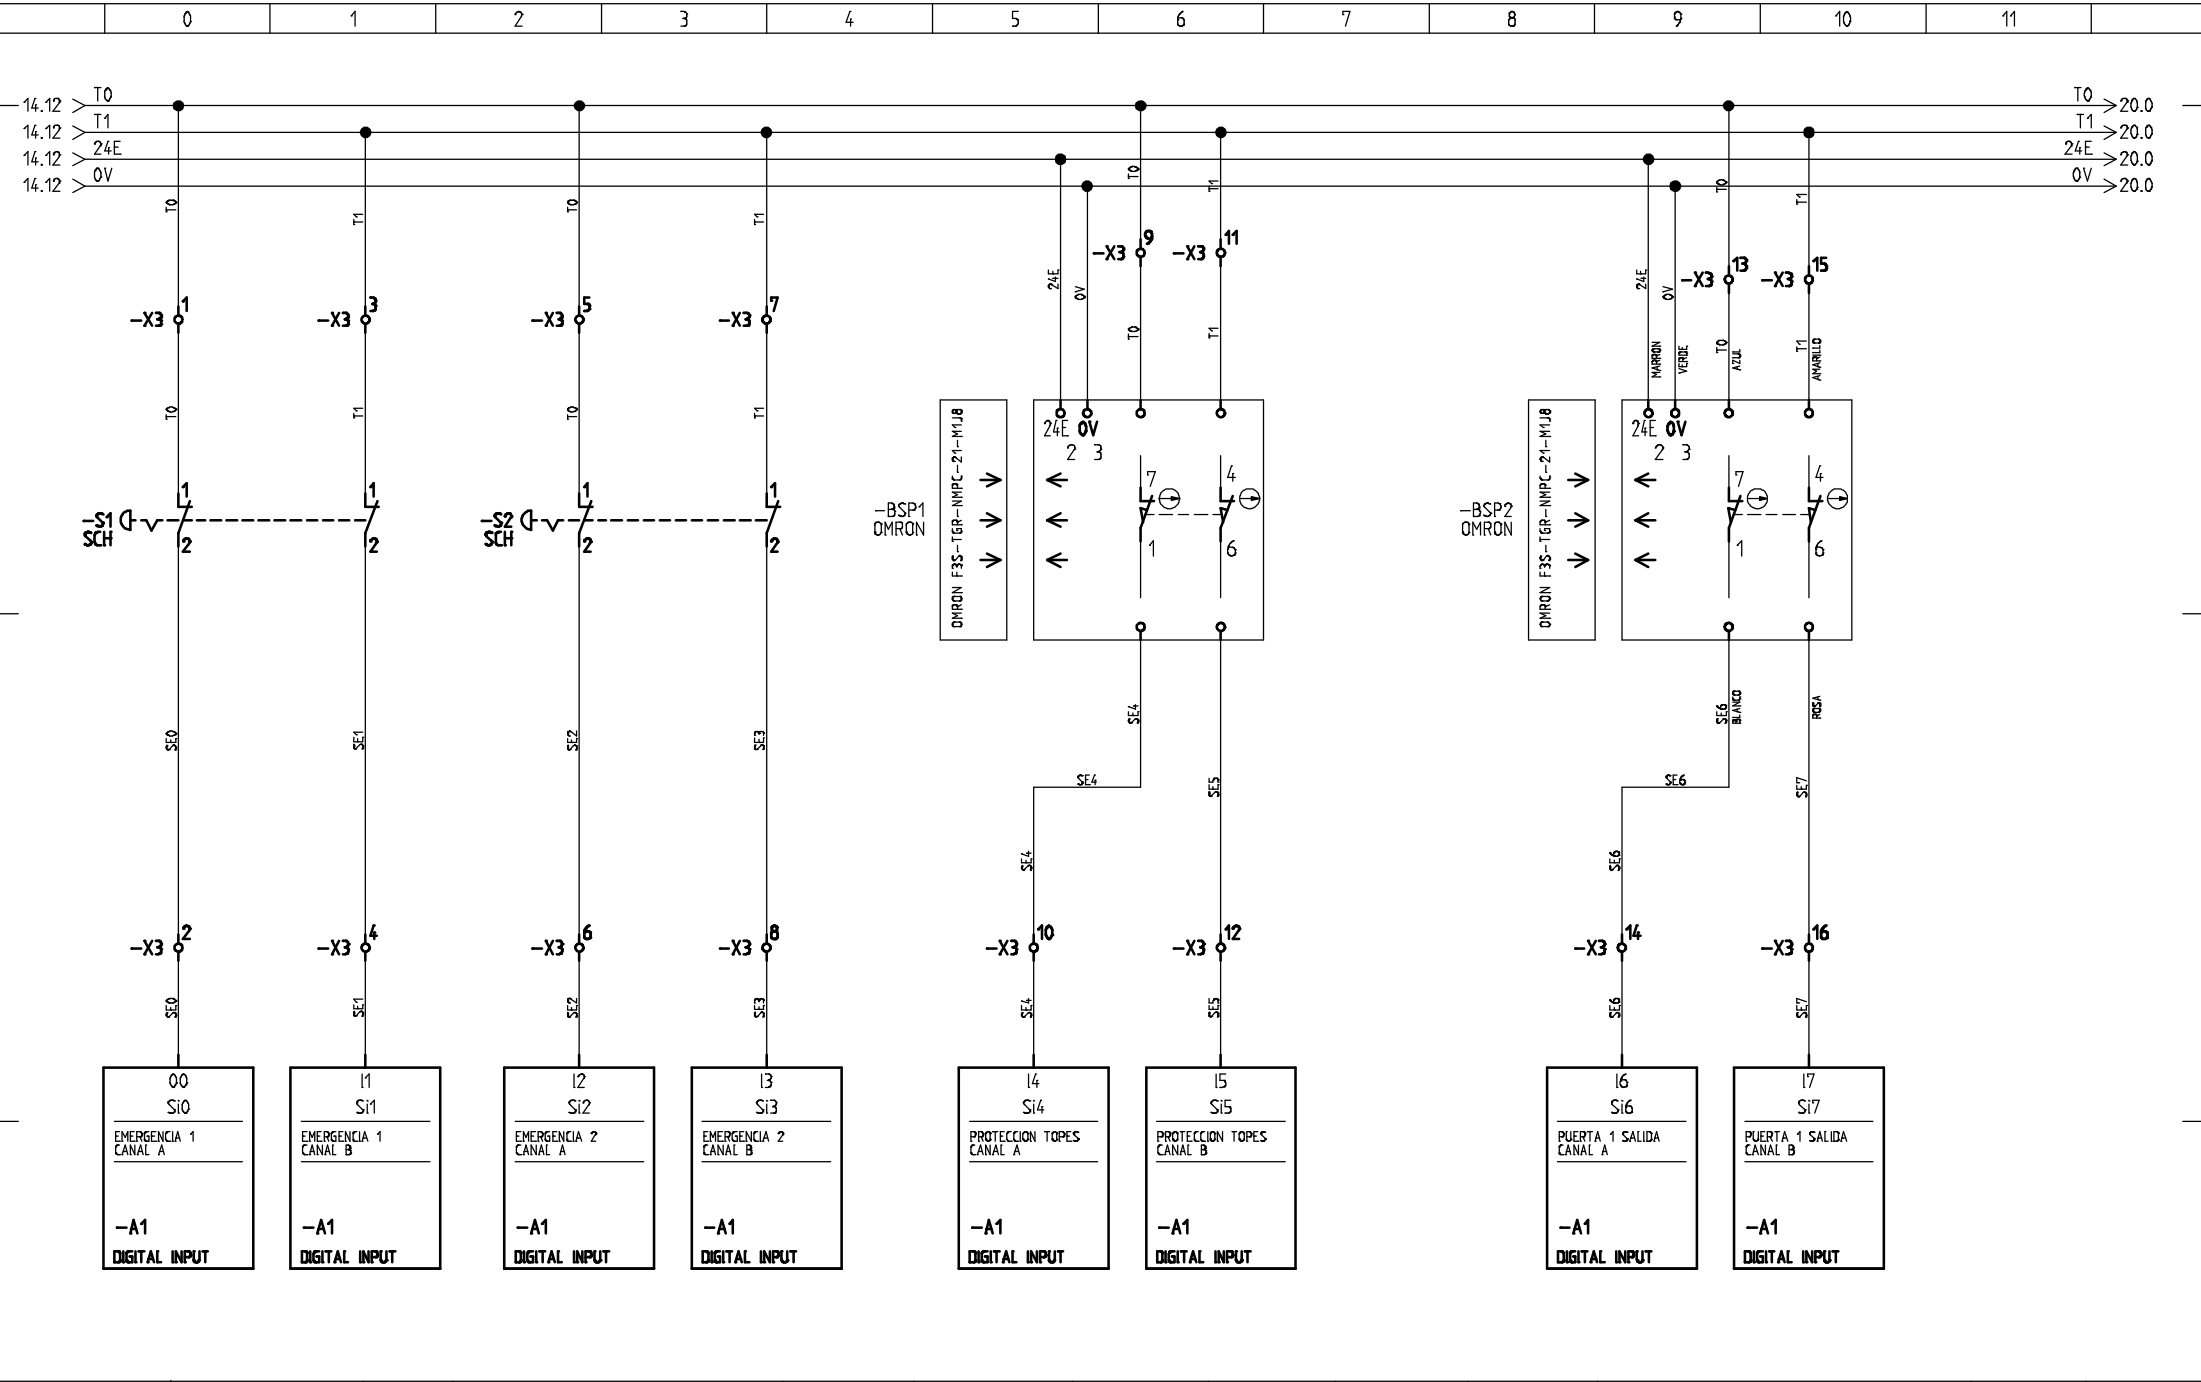 0 1 2 3 4 5 6 7 8 9 10 11
14.12 T0 T0 20.0
14.12 T1 T1 20.0
14.12 24E 24E 20.0
14.12 0V 0V 20.0
T0 T1 T0 T1 T0 T1 T0 T1
-X3 9 -X3 11
24E 0V
-X3 13 -X3 15
24E 0V
-X3 1 -X3 3 -X3 5 -X3 7
T0 T1
MARRON VERDE T0 AZUL T1 AMARILLO
T0 T1 T0 T1
-S1
SCH
1 2 1 2
-S2
SCH
1 2 1 2
-BSP1
OMRON
OMRON F3S-TGR-NMPC-21-M1J8
24E 0V
2 3
7 4
1 6
-BSP2
OMRON
OMRON F3S-TGR-NMPC-21-M1J8
24E 0V
2 3
7 4
1 6
SE4 SE6 BLANCO ROSA
SE0 SE1 SE2 SE3
SE4 SE5 SE6 SE7
SE4 SE6
-X3 2 -X3 4 -X3 6 -X3 8 -X3 10 -X3 12 -X3 14 -X3 16
SE0 SE1 SE2 SE3 SE4 SE5 SE6 SE7
O0
Si0
EMERGENCIA 1
CANAL A
-A1
DIGITAL INPUT
I1
Si1
EMERGENCIA 1
CANAL B
-A1
DIGITAL INPUT
I2
Si2
EMERGENCIA 2
CANAL A
-A1
DIGITAL INPUT
I3
Si3
EMERGENCIA 2
CANAL B
-A1
DIGITAL INPUT
I4
Si4
PROTECCION TOPES
CANAL A
-A1
DIGITAL INPUT
I5
Si5
PROTECCION TOPES
CANAL B
-A1
DIGITAL INPUT
I6
Si6
PUERTA 1 SALIDA
CANAL A
-A1
DIGITAL INPUT
I7
Si7
PUERTA 1 SALIDA
CANAL B
-A1
DIGITAL INPUT